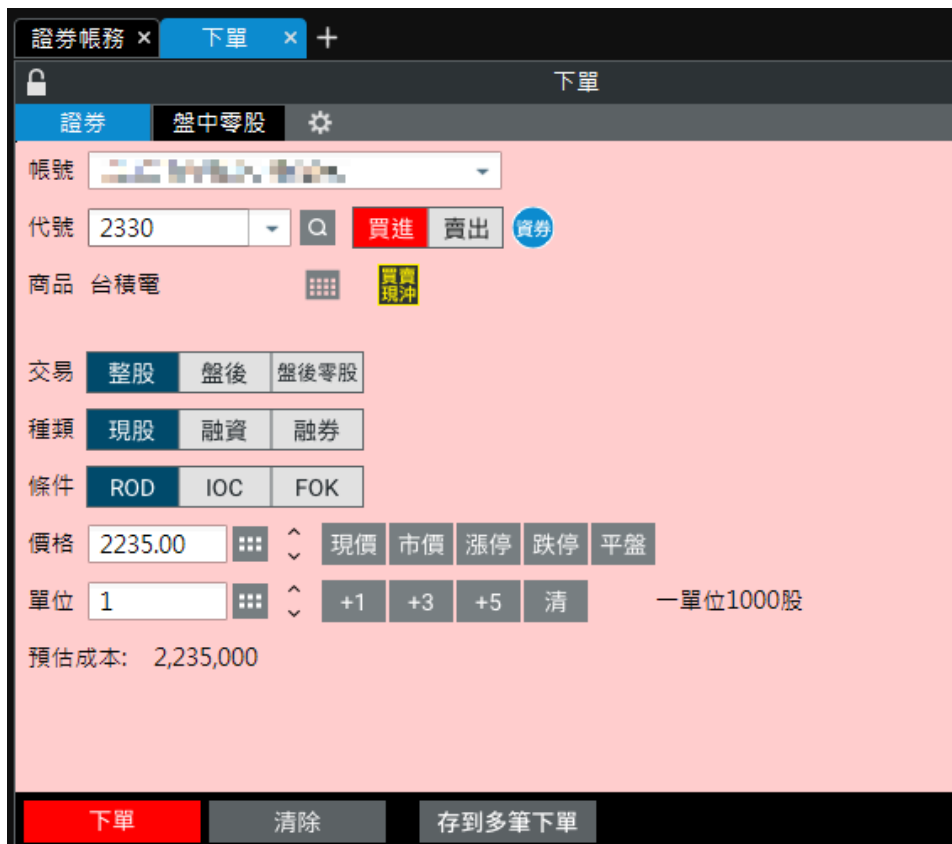 證券帳務 × 下單 × +
下單
證券 盤中零股
帳號
代號 2330 買進 賣出 資券
商品 台積電 買賣現沖
交易 整股 盤後 盤後零股
種類 現股 融資 融券
條件 ROD IOC FOK
價格 2235.00 現價 市價 漲停 跌停 平盤
單位 1 +1 +3 +5 清 一單位1000股
預估成本: 2,235,000
下單 清除 存到多筆下單